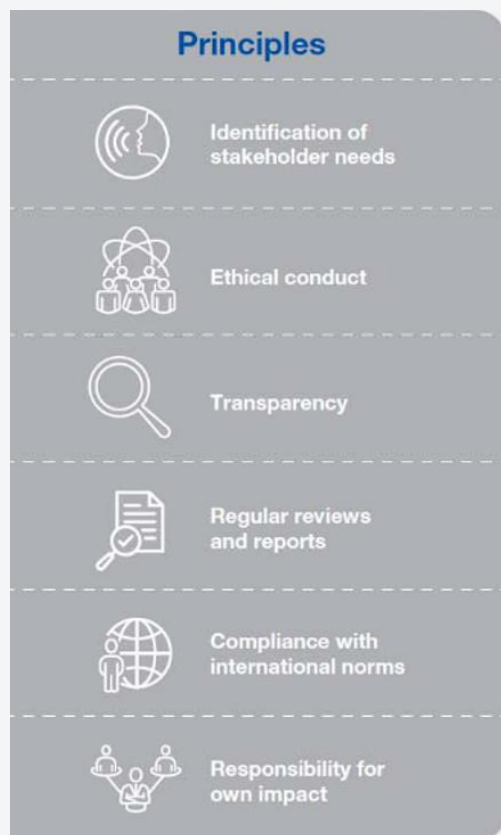 Principles
Identification of
stakeholder needs
Ethical conduct
Transparency
Regular reviews
and reports
Compliance with
international norms
Responsibility for
own impact